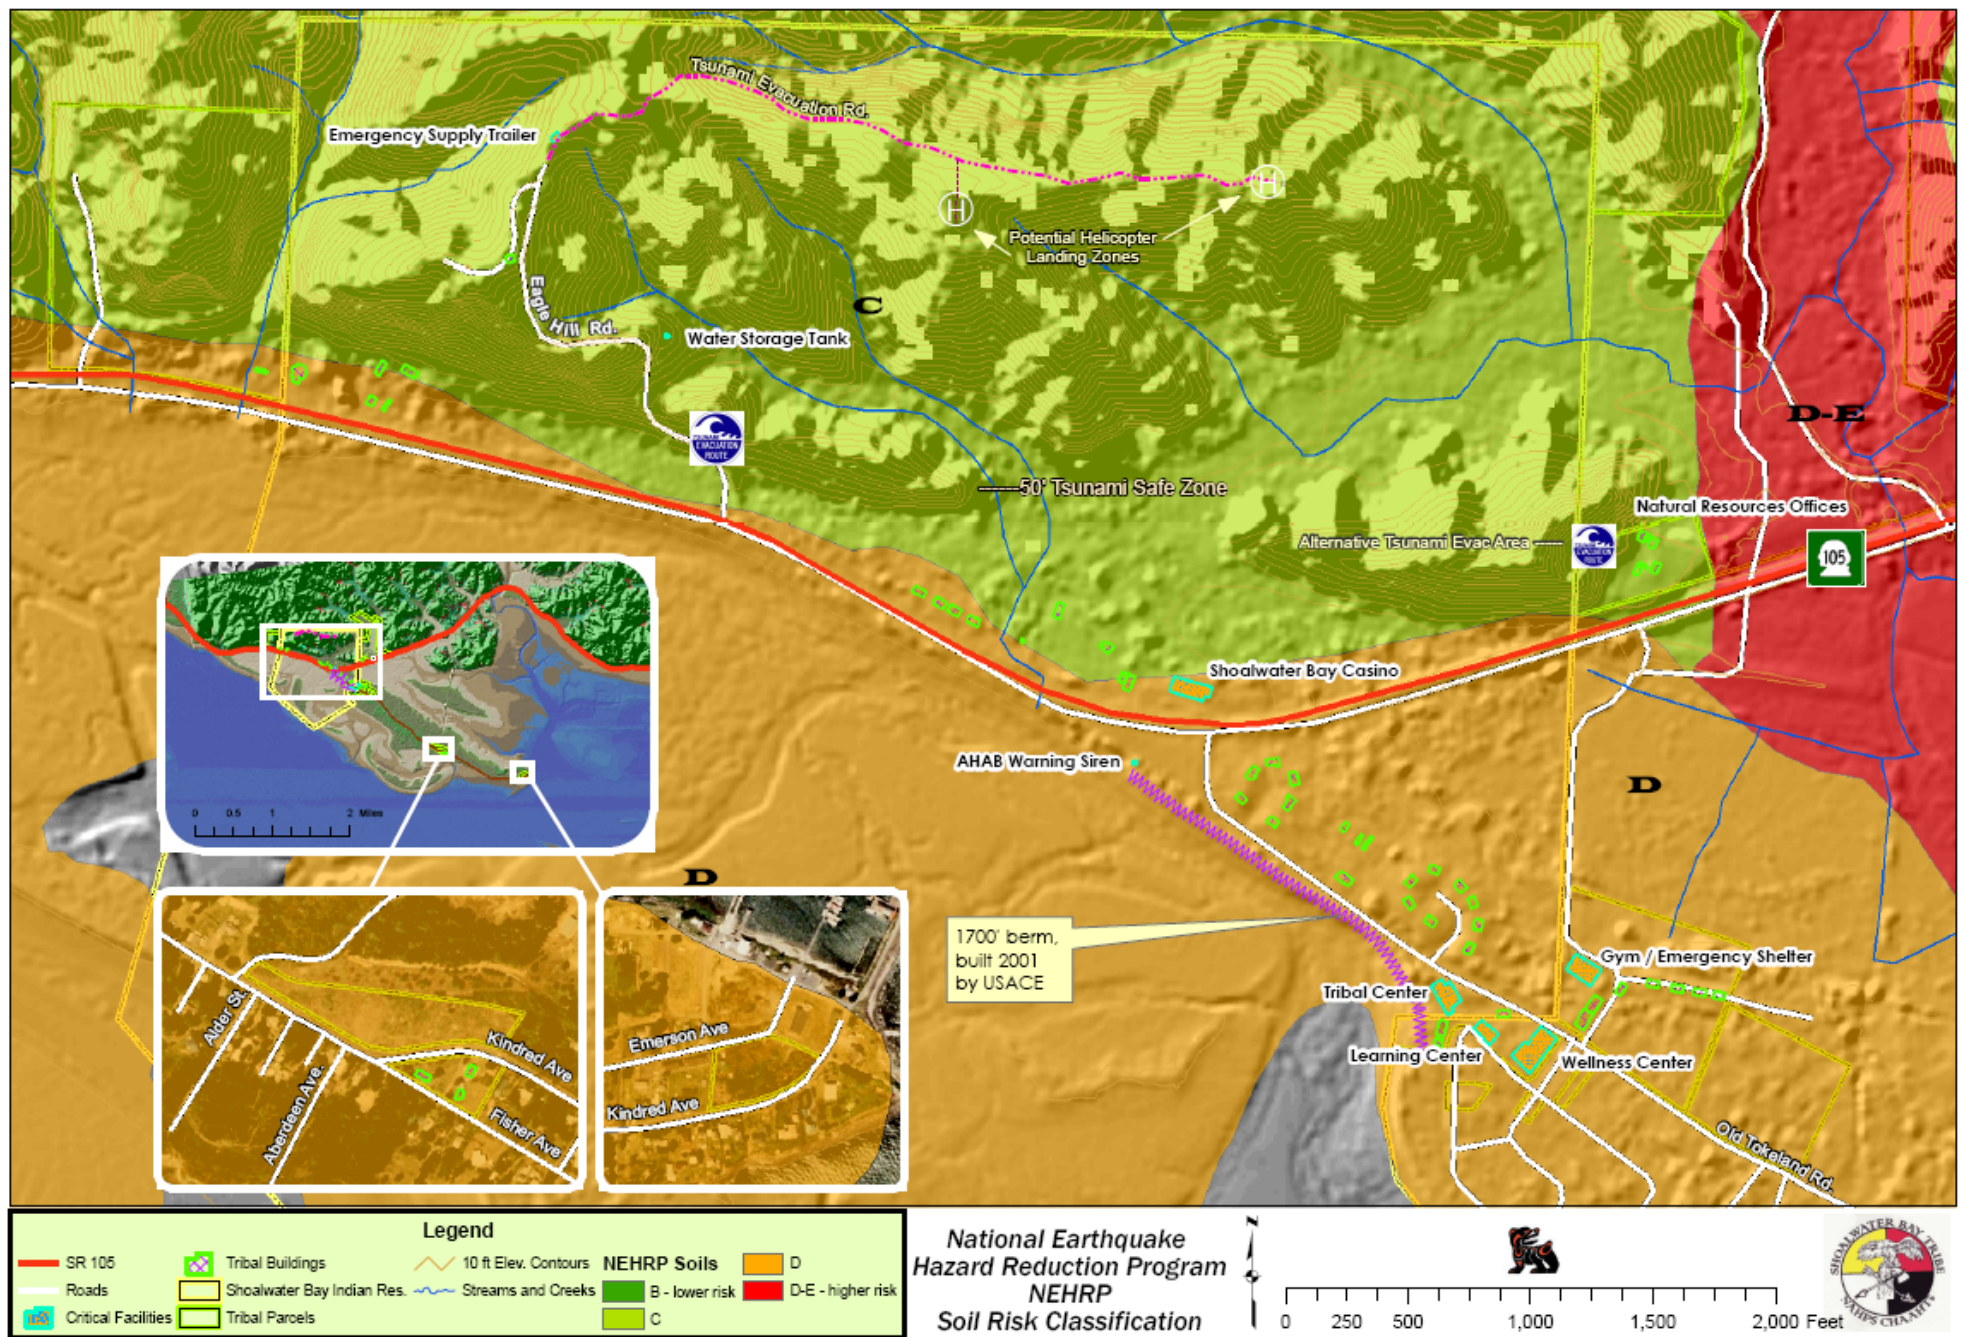 Tsunami Evacuation Rd.
Emergency Supply Trailer
H
H
Potential Helicopter
Landing Zones
Eagle Hill Rd.
C
Water Storage Tank
D-E
TSUNAMI
EVACUATION
ROUTE
-------50' Tsunami Safe Zone
Natural Resources Offices
Alternative Tsunami Evac Area -----
EVACUATION
ROUTE
105
Shoalwater Bay Casino
AHAB Warning Siren
D
0 0.5 1 2 Miles
D
1700' berm,
built 2001
by USACE
Gym / Emergency Shelter
Tribal Center
Learning Center
Wellness Center
Old Tokeland Rd.
Alder St.
Aberdeen Ave.
Kindred Ave
Fisher Ave
Emerson Ave
Kindred Ave
Legend
SR 105
Roads
Critical Facilities
Tribal Buildings
Shoalwater Bay Indian Res.
Tribal Parcels
10 ft Elev. Contours
Streams and Creeks
NEHRP Soils
B - lower risk
C
D
D-E - higher risk
National Earthquake
Hazard Reduction Program
NEHRP
Soil Risk Classification
N
0 250 500 1,000 1,500 2,000 Feet
SHOALWATER BAY TRIBE